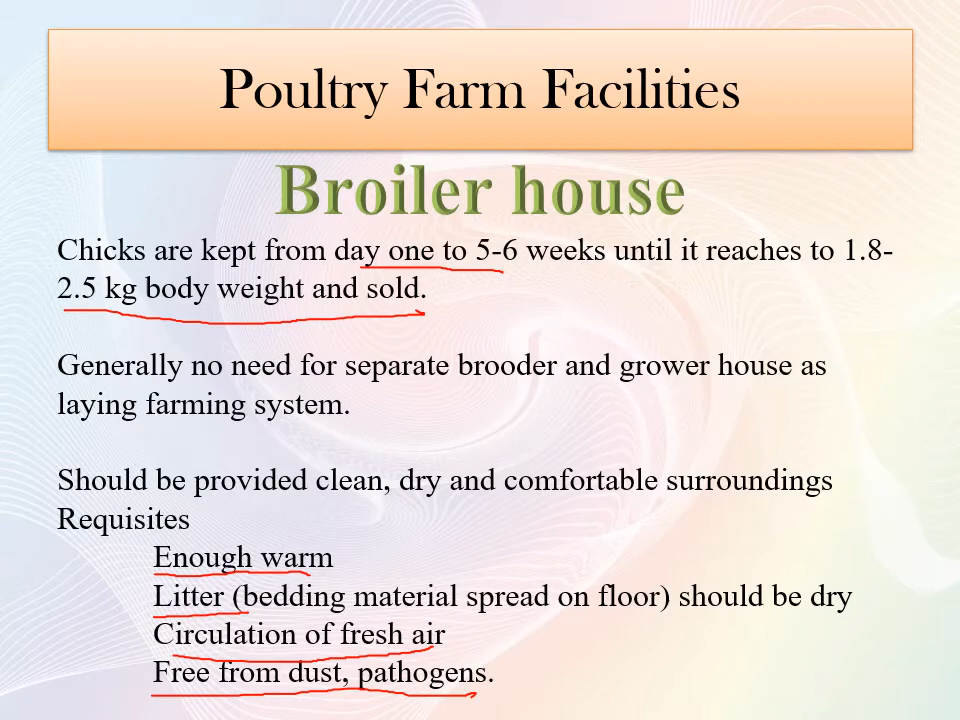 Poultry Farm Facilities
Broiler house
Chicks are kept from day one to 5-6 weeks until it reaches to 1.8-
2.5 kg body weight and sold.
Generally no need for separate brooder and grower house as
laying farming system.
Should be provided clean, dry and comfortable surroundings
Requisites
Enough warm
Litter (bedding material spread on floor) should be dry
Circulation of fresh air
Free from dust, pathogens.